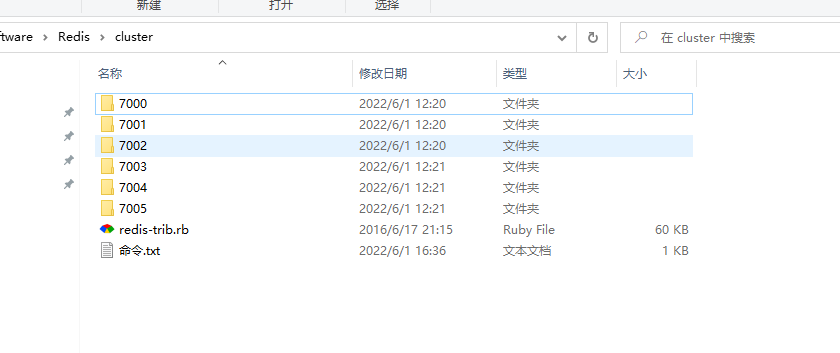 新建 打开 选择
ftware > Redis > cluster 在 cluster 中搜索
名称 修改日期 类型 大小
7000 2022/6/1 12:20 文件夹
7001 2022/6/1 12:20 文件夹
7002 2022/6/1 12:20 文件夹
7003 2022/6/1 12:21 文件夹
7004 2022/6/1 12:21 文件夹
7005 2022/6/1 12:21 文件夹
redis-trib.rb 2016/6/17 21:15 Ruby File 60 KB
命令.txt 2022/6/1 16:36 文本文档 1 KB